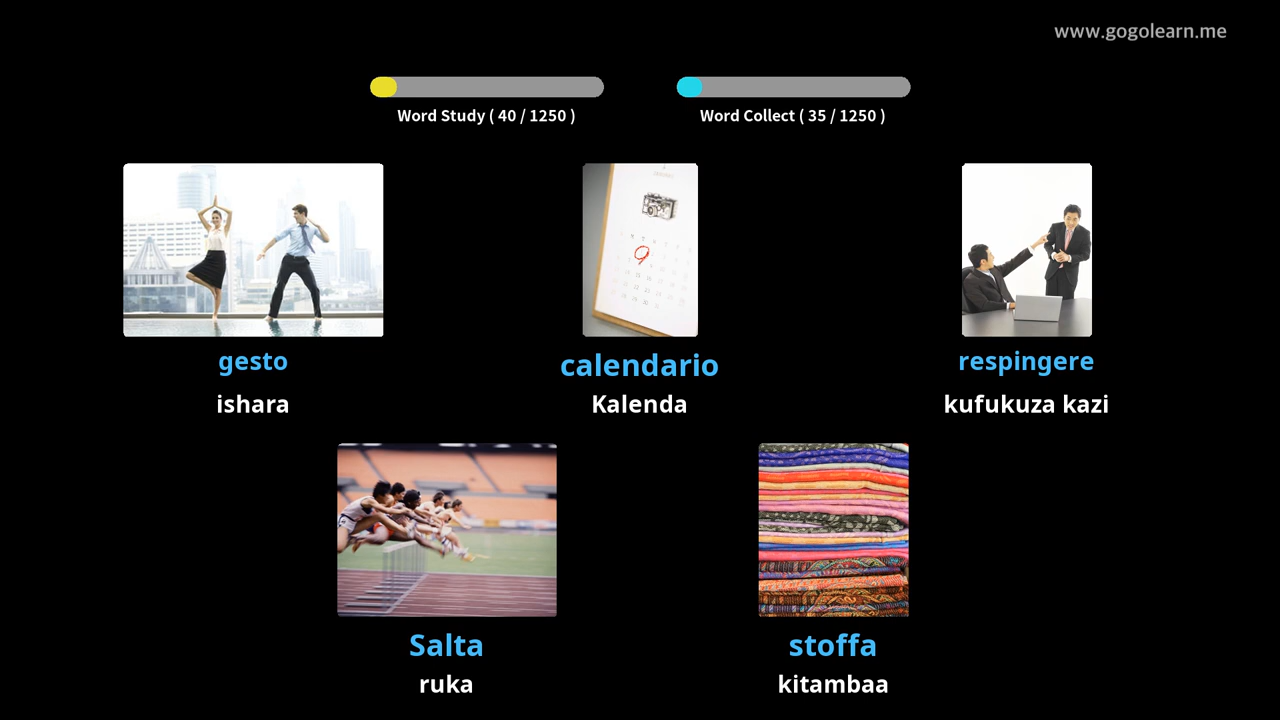 www.gogolearn.me
Word Study ( 40 / 1250 )
Word Collect ( 35 / 1250 )
gesto
ishara
calendario
Kalenda
respingere
kufukuza kazi
Salta
ruka
stoffa
kitambaa